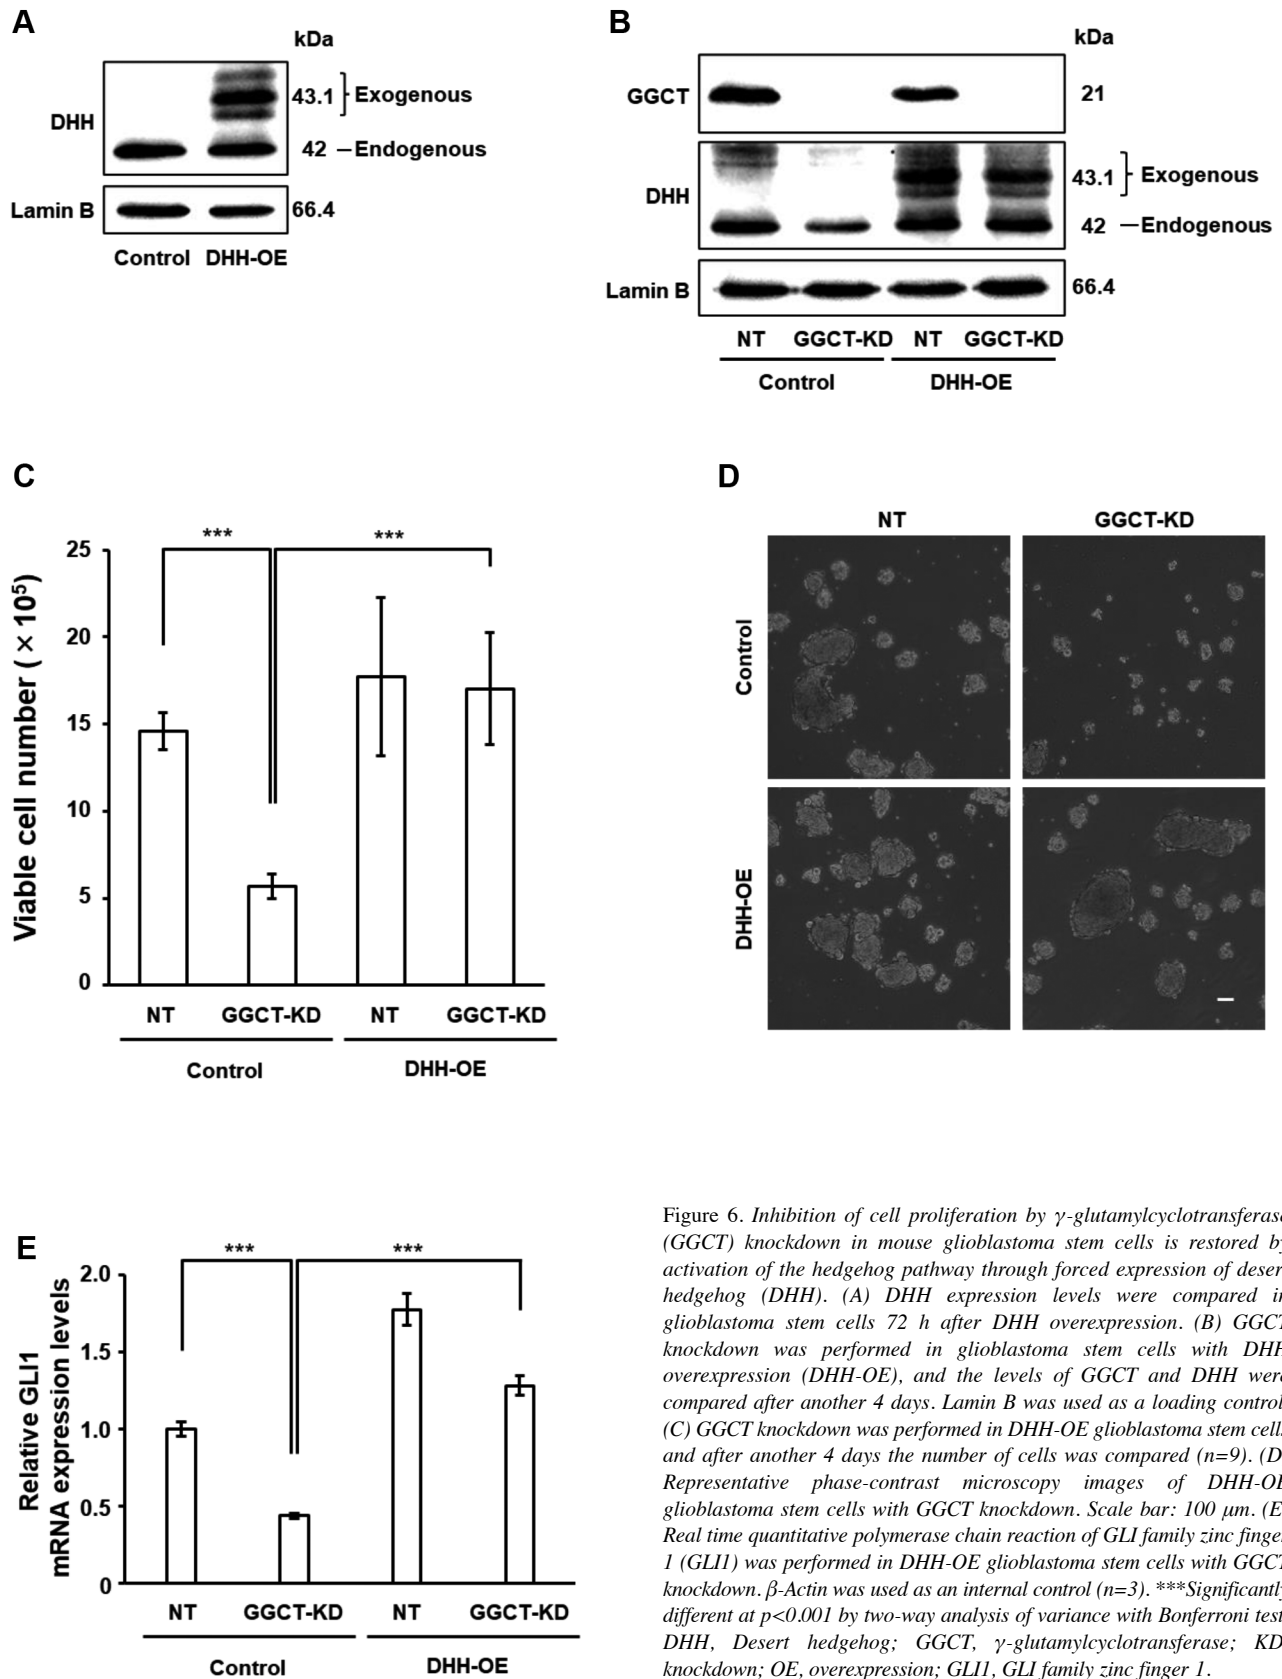 A
kDa
DHH
43.1
Exogenous
42
Endogenous
Lamin B
66.4
Control DHH-OE
B
kDa
GGCT
21
DHH
43.1
Exogenous
42
Endogenous
Lamin B
66.4
NT GGCT-KD NT GGCT-KD
Control DHH-OE
C
Viable cell number (×10⁵)
25
20
15
10
5
0
***
***
NT GGCT-KD NT GGCT-KD
Control DHH-OE
D
NT GGCT-KD
Control
DHH-OE
E
Relative GLI1
mRNA expression levels
2.0
1.5
1.0
0.5
0
***
***
NT GGCT-KD NT GGCT-KD
Control DHH-OE
Figure 6. Inhibition of cell proliferation by γ-glutamylcyclotransferase
(GGCT) knockdown in mouse glioblastoma stem cells is restored by
activation of the hedgehog pathway through forced expression of desert
hedgehog (DHH). (A) DHH expression levels were compared in
glioblastoma stem cells 72 h after DHH overexpression. (B) GGCT
knockdown was performed in glioblastoma stem cells with DHH
overexpression (DHH-OE), and the levels of GGCT and DHH were
compared after another 4 days. Lamin B was used as a loading control.
(C) GGCT knockdown was performed in DHH-OE glioblastoma stem cells
and after another 4 days the number of cells was compared (n=9). (D)
Representative phase-contrast microscopy images of DHH-OE
glioblastoma stem cells with GGCT knockdown. Scale bar: 100 μm. (E)
Real time quantitative polymerase chain reaction of GLI family zinc finger
1 (GLI1) was performed in DHH-OE glioblastoma stem cells with GGCT
knockdown. β-Actin was used as an internal control (n=3). ***Significantly
different at p<0.001 by two-way analysis of variance with Bonferroni test.
DHH, Desert hedgehog; GGCT, γ-glutamylcyclotransferase; KD,
knockdown; OE, overexpression; GLI1, GLI family zinc finger 1.